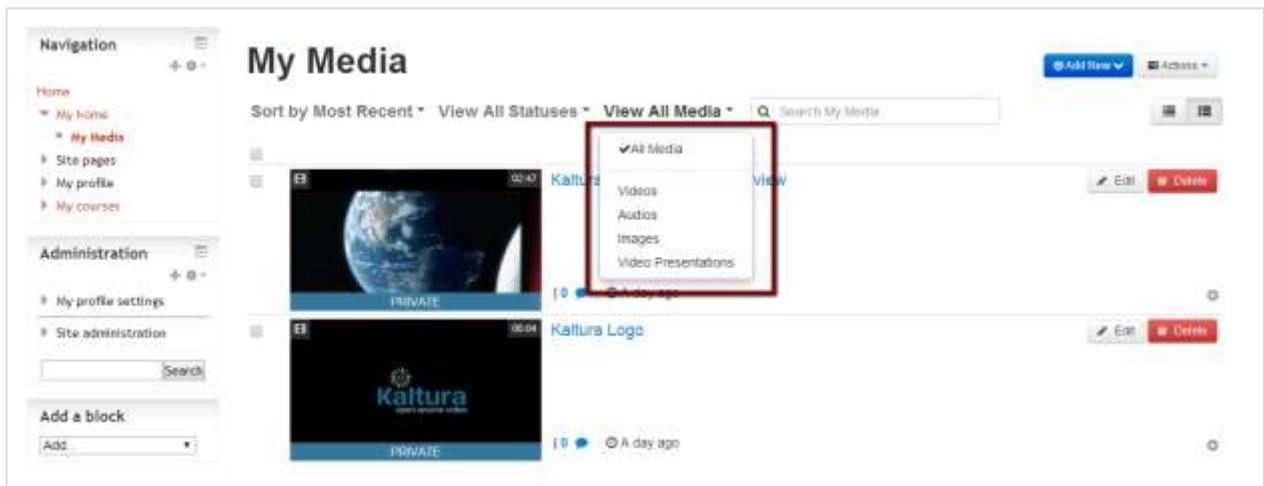 Navigation
Home
My home
My Media
Site pages
My profile
My courses
Administration
My profile settings
Site administration
Search
Add a block
Add...
My Media
Add New
Actions
Sort by Most Recent
View All Statuses
View All Media
Search My Media
All Media
Videos
Audios
Images
Video Presentations
02:47
view
Edit
Delete
PRIVATE
0
A day ago
00:04
Kaltura Logo
Edit
Delete
Kaltura
open source video
PRIVATE
0
A day ago